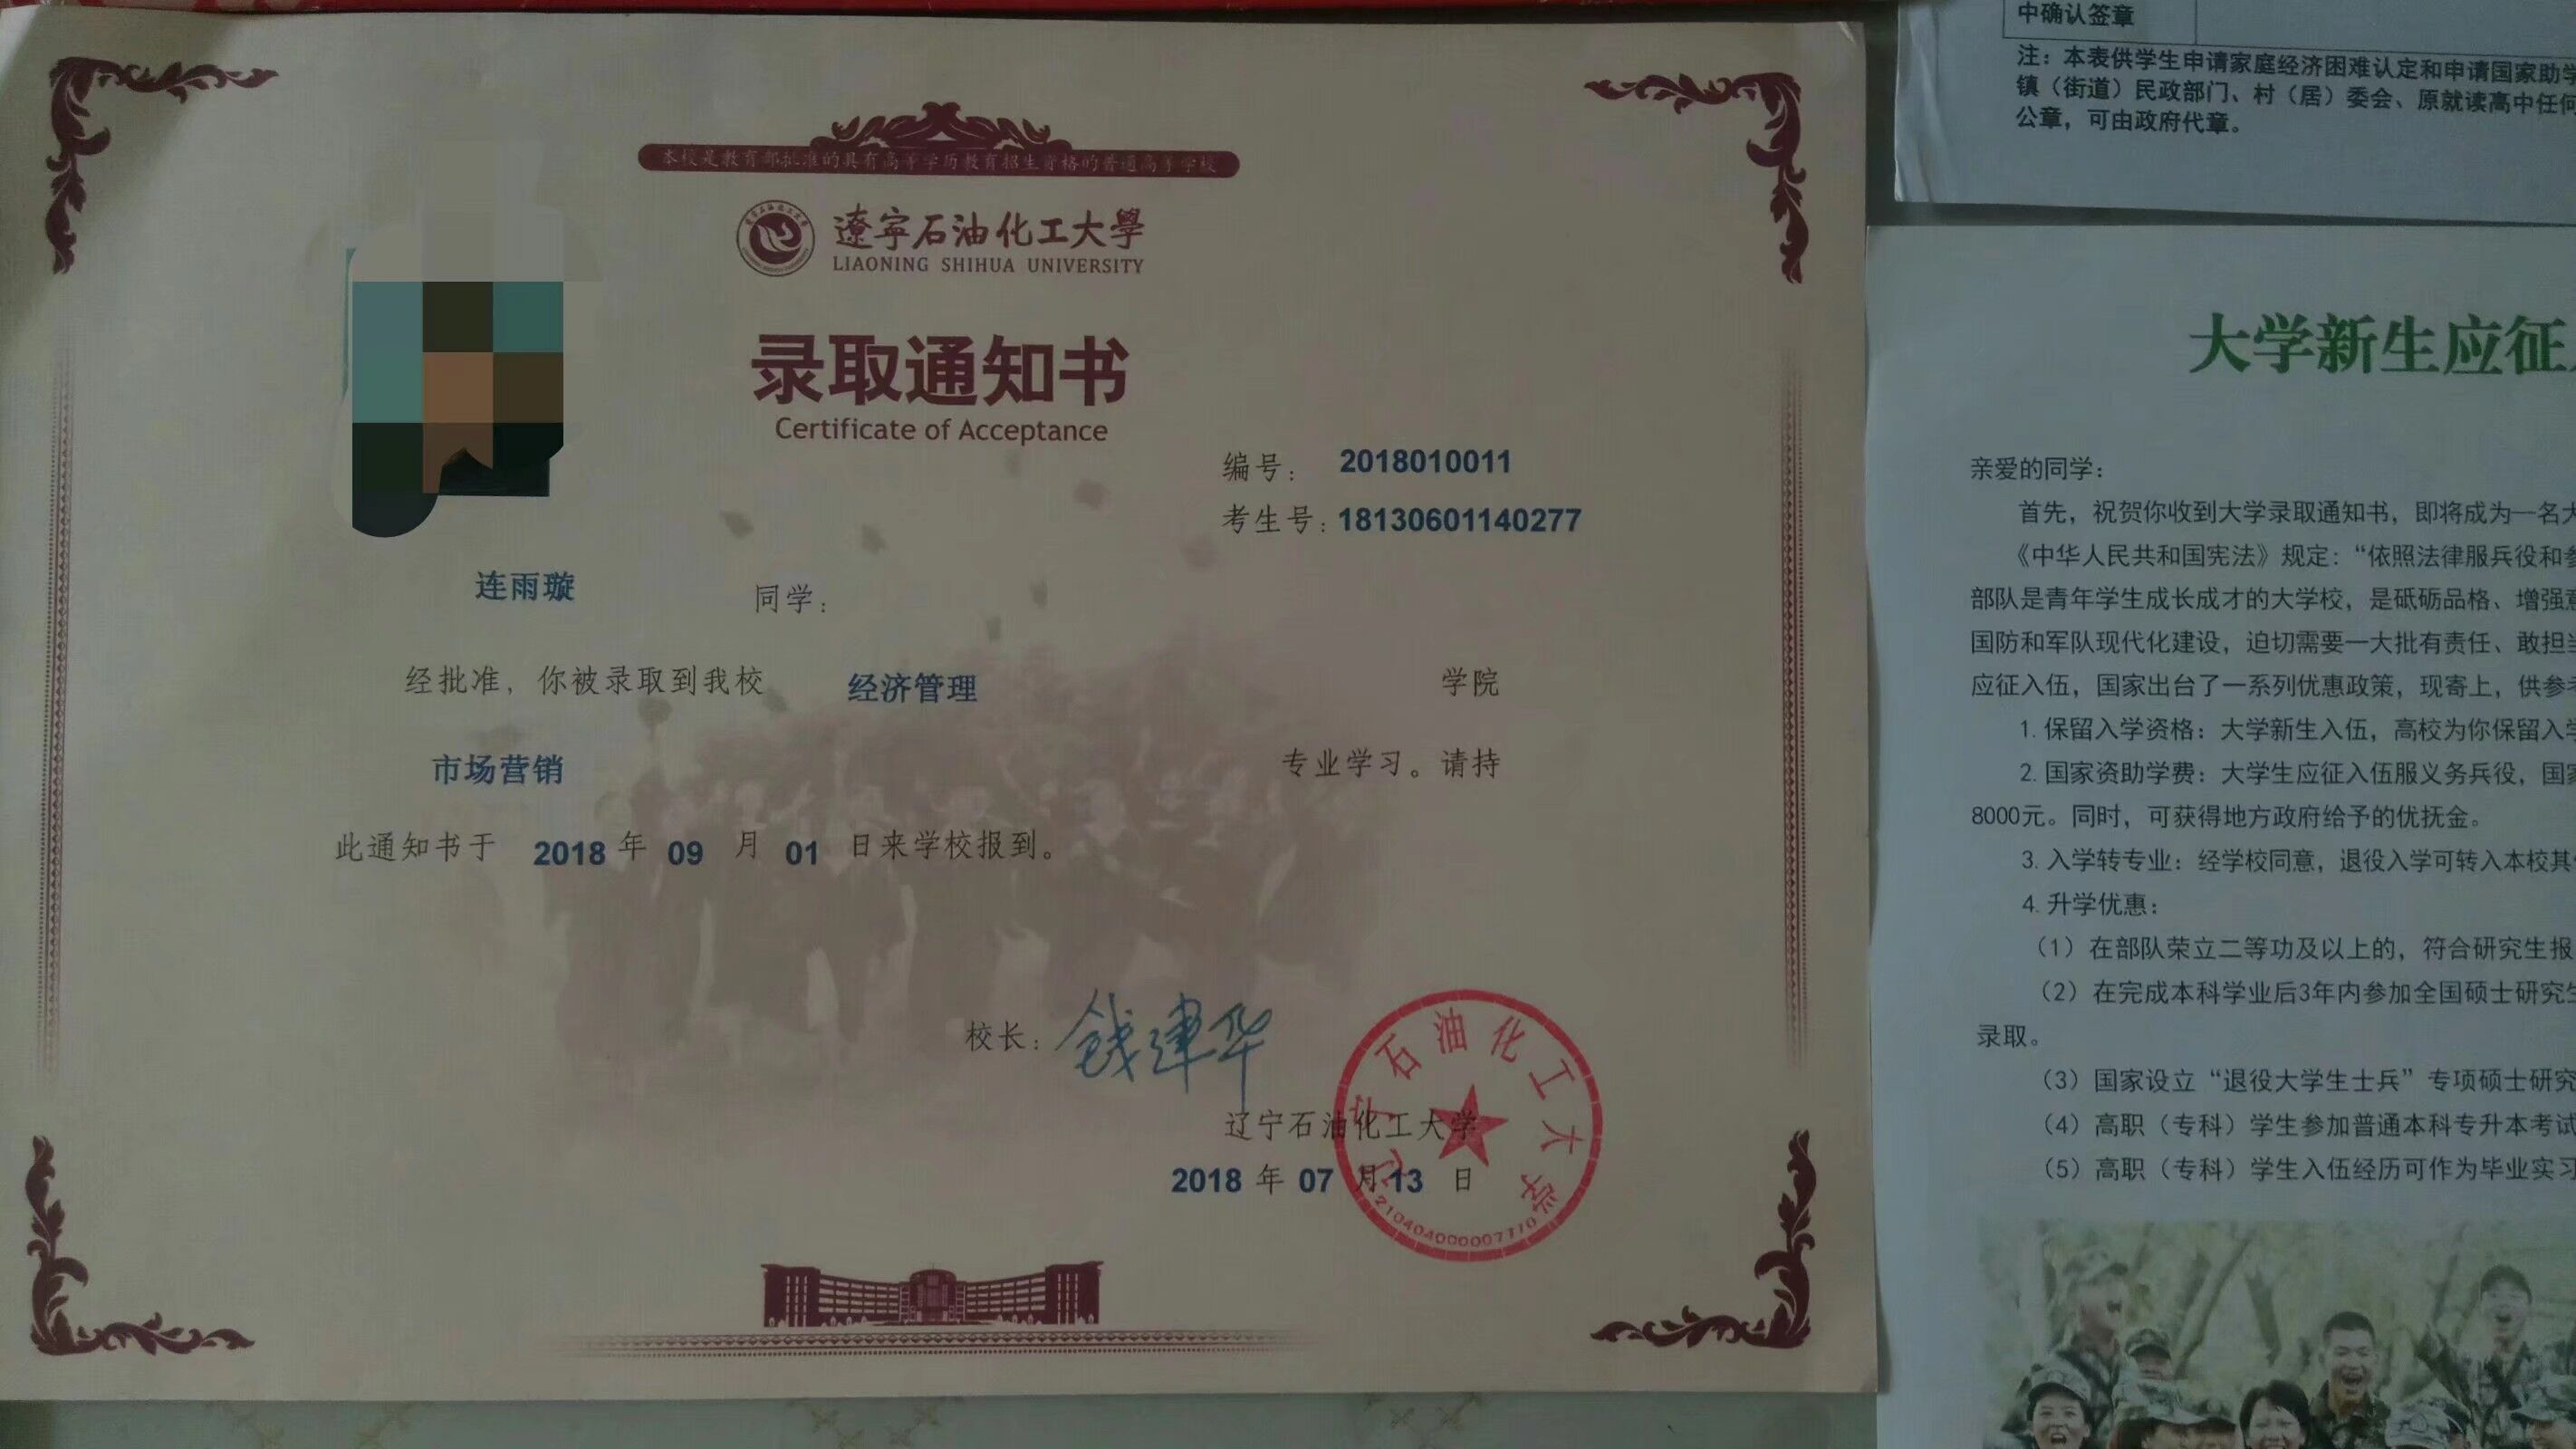 本校是教育部批准的具有高等学历教育招生资格的普通高等学校
遼寧石油化工大學
LIAONING SHIHUA UNIVERSITY
录取通知书
Certificate of Acceptance
编号： 2018010011
考生号：18130601140277
连雨璇 同学：
经批准，你被录取到我校 经济管理 学院
市场营销 专业学习。请持
此通知书于 2018 年 09 月 01 日来学校报到。
校长：钱建华
辽宁石油化工大学
2018 年 07 月 13 日
辽宁石油化工大学
210404000007770
中确认签章
注：本表供学生申请家庭经济困难认定和申请国家助学
镇（街道）民政部门、村（居）委会、原就读高中任何
公章，可由政府代章。
大学新生应征
亲爱的同学：
首先，祝贺你收到大学录取通知书，即将成为一名大
《中华人民共和国宪法》规定：“依照法律服兵役和参
部队是青年学生成长成才的大学校，是砥砺品格、增强意
国防和军队现代化建设，迫切需要一大批有责任、敢担当
应征入伍，国家出台了一系列优惠政策，现寄上，供参考
1. 保留入学资格：大学新生入伍，高校为你保留入学
2. 国家资助学费：大学生应征入伍服义务兵役，国家
8000元。同时，可获得地方政府给予的优抚金。
3. 入学转专业：经学校同意，退役入学可转入本校其
4. 升学优惠：
（1）在部队荣立二等功及以上的，符合研究生报
（2）在完成本科学业后3年内参加全国硕士研究生
录取。
（3）国家设立“退役大学生士兵”专项硕士研究
（4）高职（专科）学生参加普通本科专升本考试
（5）高职（专科）学生入伍经历可作为毕业实习